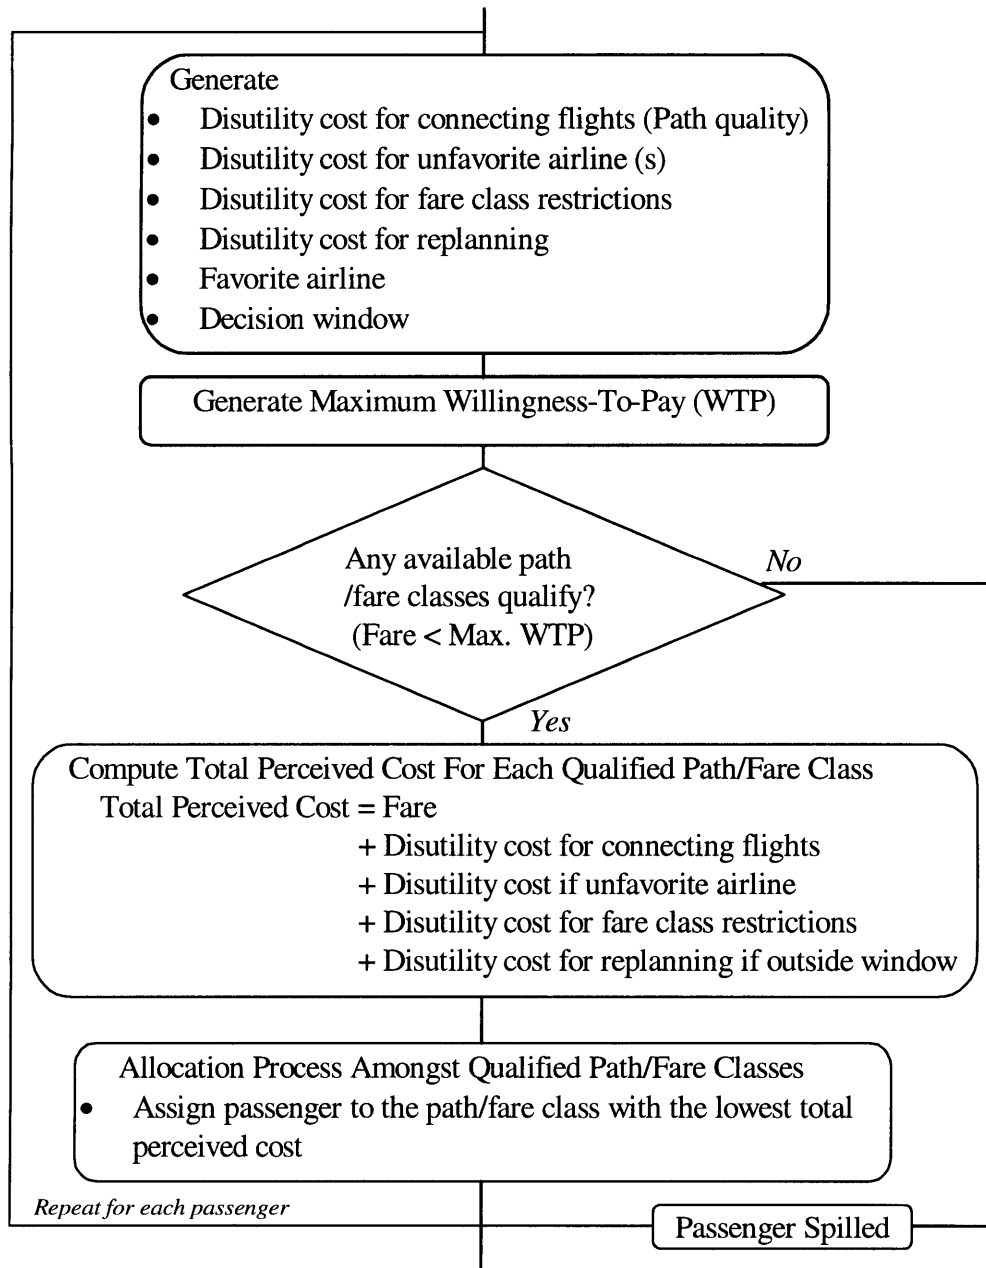 Generate
• Disutility cost for connecting flights (Path quality)
• Disutility cost for unfavorite airline (s)
• Disutility cost for fare class restrictions
• Disutility cost for replanning
• Favorite airline
• Decision window
Generate Maximum Willingness-To-Pay (WTP)
Any available path
/fare classes qualify?
(Fare < Max. WTP)
No
Yes
Compute Total Perceived Cost For Each Qualified Path/Fare Class
Total Perceived Cost = Fare
+ Disutility cost for connecting flights
+ Disutility cost if unfavorite airline
+ Disutility cost for fare class restrictions
+ Disutility cost for replanning if outside window
Allocation Process Amongst Qualified Path/Fare Classes
• Assign passenger to the path/fare class with the lowest total
perceived cost
Repeat for each passenger
Passenger Spilled